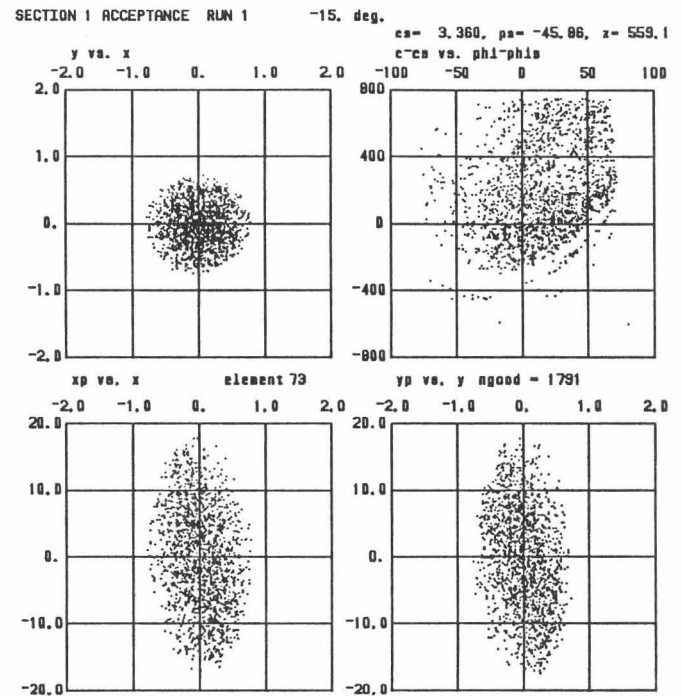 SECTION 1 ACCEPTANCE RUN 1 -15. deg.
es= 3.360, ps= -45.86, z= 559.1
y vs. x
e-es vs. phi-phis
-2.0 -1.0 0. 1.0 2.0
-100 -50 0 50 100
2.0
1.0
0.
-1.0
-2.0
800
400
0
-400
-800
xp vs. x element 73
yp vs. y ngood = 1791
-2.0 -1.0 0. 1.0 2.0
-2.0 -1.0 0. 1.0 2.0
20.0
10.0
0.
-10.0
-20.0
20.0
10.0
0.
-10.0
-20.0